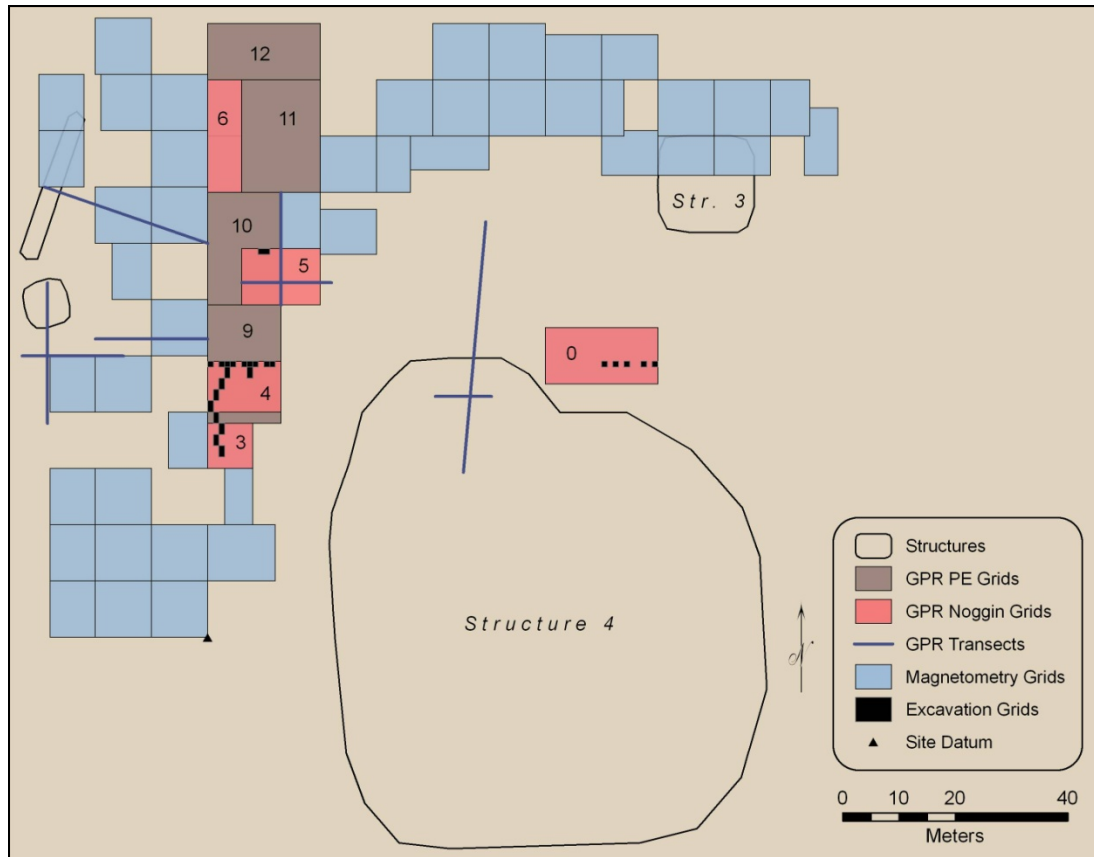 12
6
11
Str. 3
10
5
9
0
4
3
Structure 4
N
Structures
GPR PE Grids
GPR Noggin Grids
GPR Transects
Magnetometry Grids
Excavation Grids
Site Datum
0 10 20 40
Meters